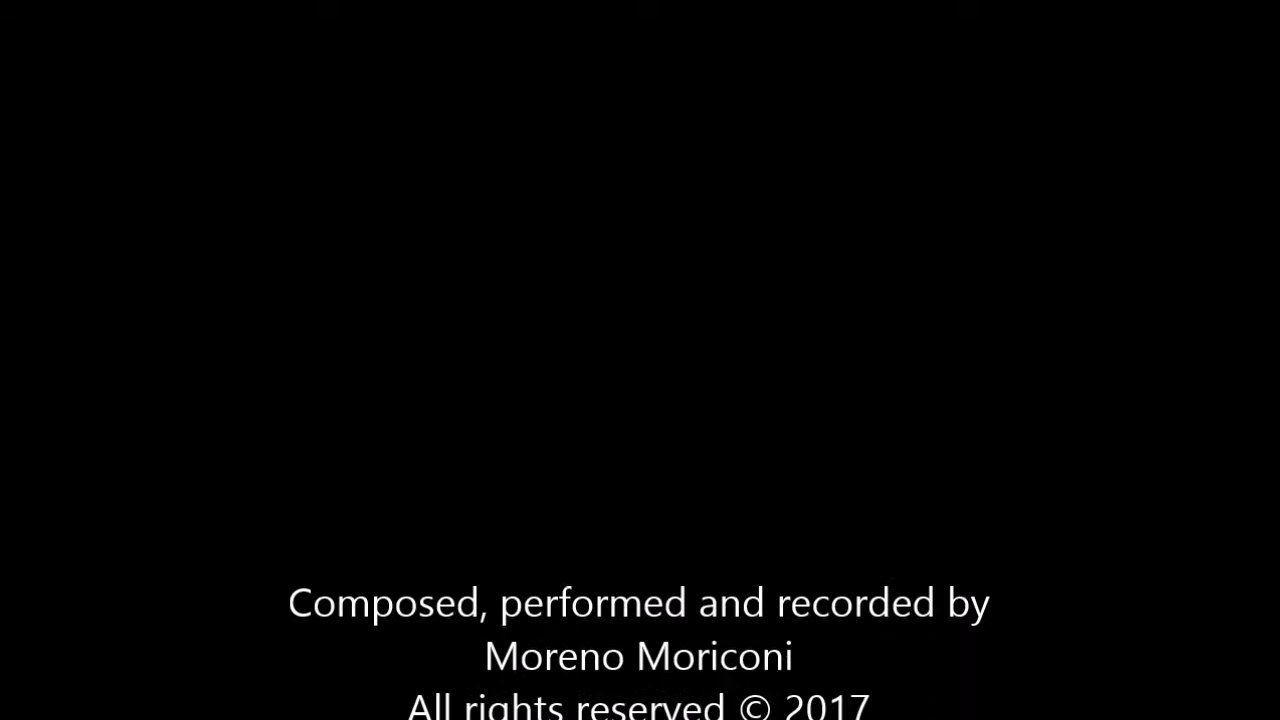 Composed, performed and recorded by
Moreno Moriconi
All rights reserved © 2017